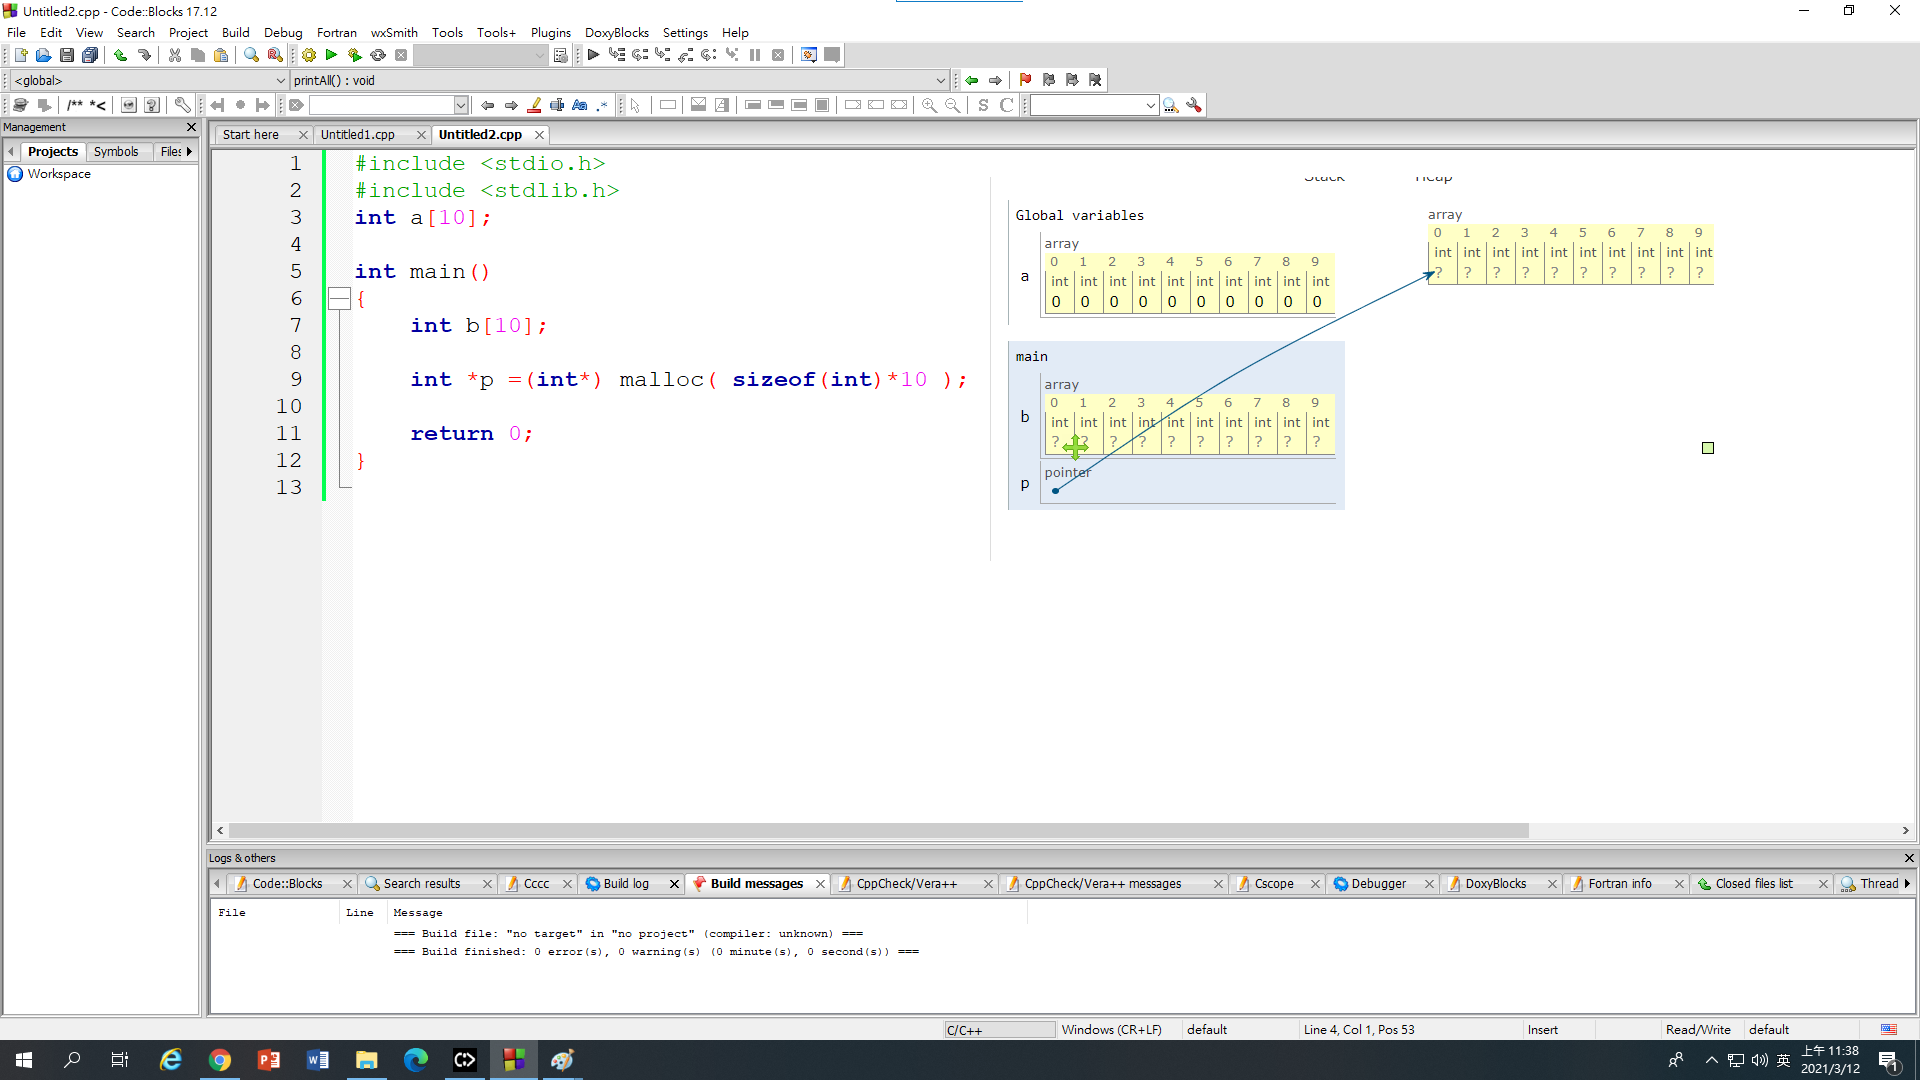 Untitled2.cpp - Code::Blocks 17.12
File Edit View Search Project Build Debug Fortran wxSmith Tools Tools+ Plugins DoxyBlocks Settings Help
<global> printAll() : void
/** *<
Aa .* S C
Management
Projects Symbols Files
Workspace
Start here Untitled1.cpp Untitled2.cpp
1 #include <stdio.h>
2 #include <stdlib.h>
3 int a[10];
4
5 int main()
6 {
7 int b[10];
8
9 int *p =(int*) malloc( sizeof(int)*10 );
10
11 return 0;
12 }
13
Stack Heap
Global variables
array
0 1 2 3 4 5 6 7 8 9
a
int int int int int int int int int int
0 0 0 0 0 0 0 0 0 0
array
0 1 2 3 4 5 6 7 8 9
int int int int int int int int int int
? ? ? ? ? ? ? ? ? ?
main
array
0 1 2 3 4 5 6 7 8 9
b
int int int int int int int int int int
? ? ? ? ? ? ? ? ? ?
pointer
p
Logs & others
Code::Blocks Search results Cccc Build log Build messages CppCheck/Vera++ CppCheck/Vera++ messages Cscope Debugger DoxyBlocks Fortran info Closed files list Thread
File Line Message
=== Build file: "no target" in "no project" (compiler: unknown) ===
=== Build finished: 0 error(s), 0 warning(s) (0 minute(s), 0 second(s)) ===
C/C++ Windows (CR+LF) default Line 4, Col 1, Pos 53 Insert Read/Write default
英 上午 11:38
2021/3/12
1